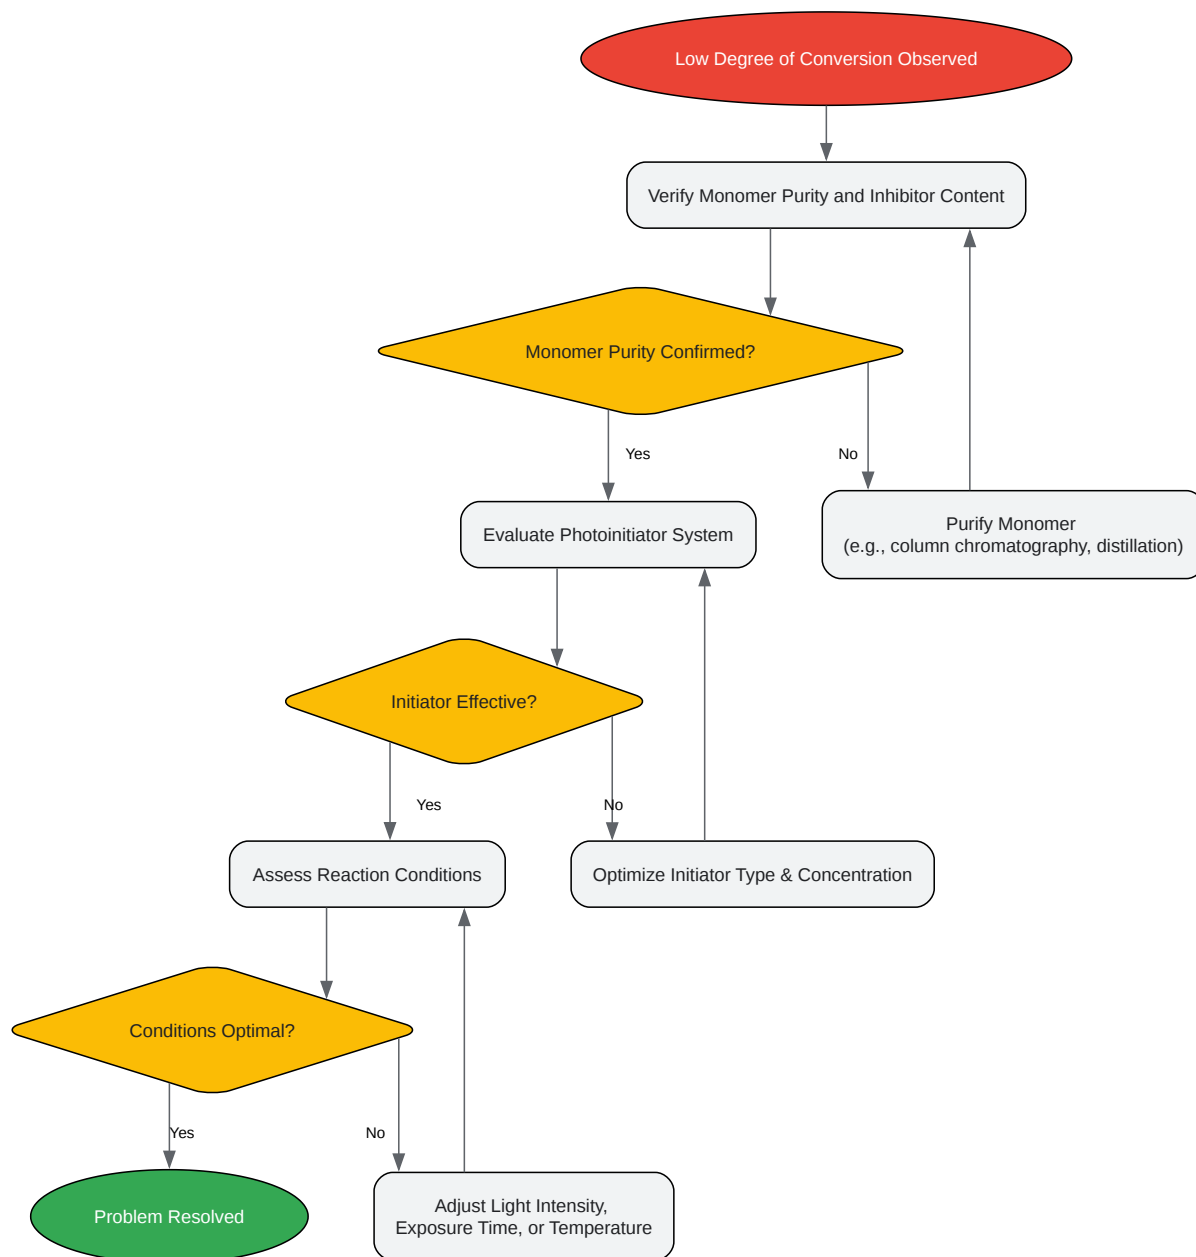 Low Degree of Conversion Observed
Verify Monomer Purity and Inhibitor Content
Monomer Purity Confirmed?
Yes
No
Purify Monomer
(e.g., column chromatography, distillation)
Evaluate Photoinitiator System
Initiator Effective?
Yes
No
Assess Reaction Conditions
Optimize Initiator Type & Concentration
Conditions Optimal?
Yes
No
Problem Resolved
Adjust Light Intensity,
Exposure Time, or Temperature